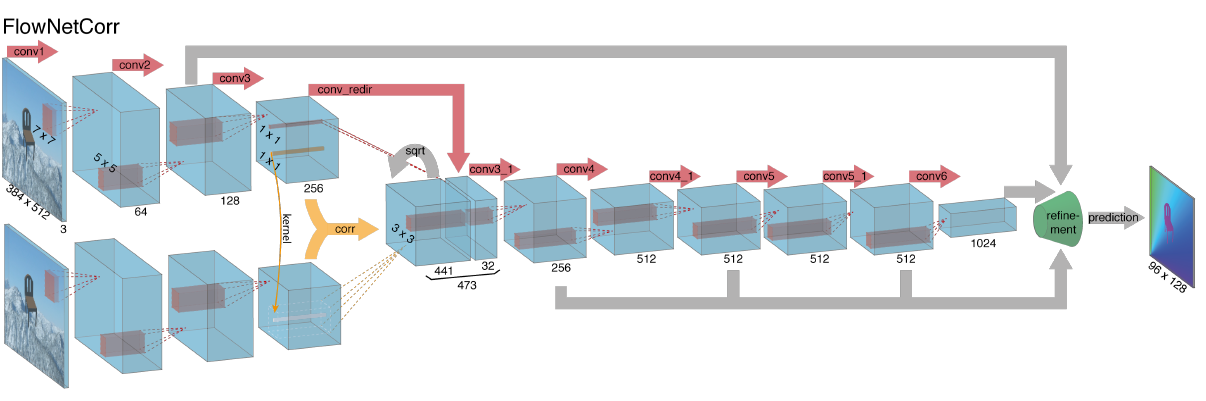 FlowNetCorr
conv1
conv2
conv3
conv_redir
sqrt
conv3_1
conv4
conv4_1
conv5
conv5_1
conv6
7 x 7
5 x 5
1 x 1
1 x 1
384 x 512
3
64
128
256
kernel
corr
3 x 3
441
32
473
256
512
512
512
512
1024
refine-
ment
prediction
96 x 128